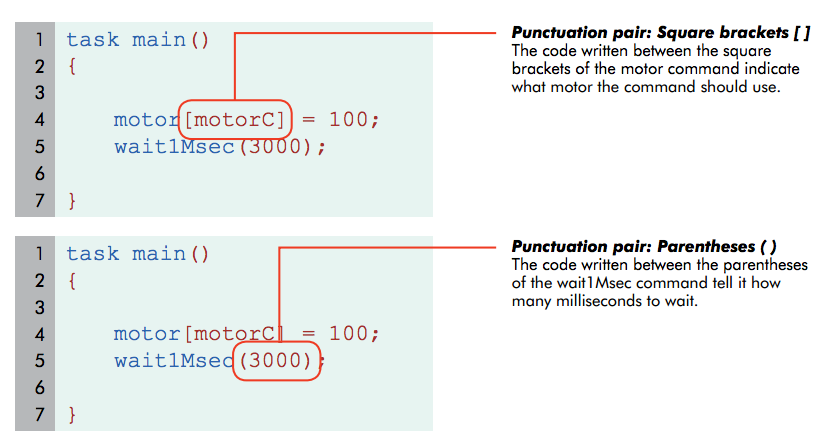 1 task main()
2 {
3
4 motor[motorC] = 100;
5 wait1Msec(3000);
6
7 }
Punctuation pair: Square brackets [ ]
The code written between the square
brackets of the motor command indicate
what motor the command should use.
1 task main()
2 {
3
4 motor[motorC] = 100;
5 wait1Msec(3000);
6
7 }
Punctuation pair: Parentheses ( )
The code written between the parentheses
of the wait1Msec command tell it how
many milliseconds to wait.